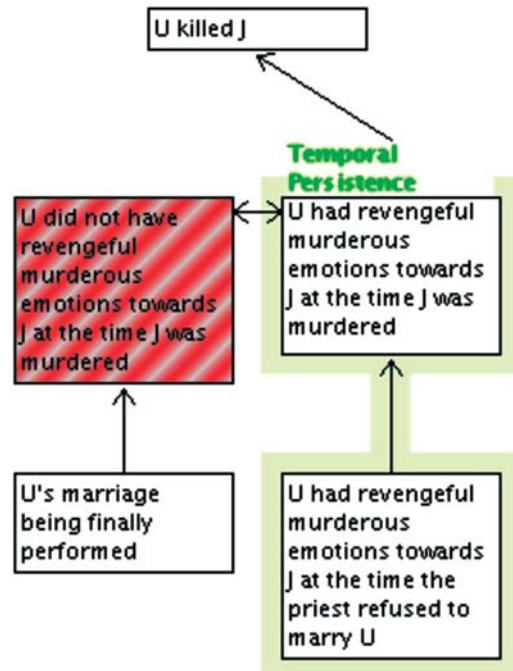 U killed J
Temporal
Persistence
U did not have
revengeful
murderous
emotions towards
J at the time J was
murdered
U had revengeful
murderous
emotions towards
J at the time J was
murdered
U's marriage
being finally
performed
U had revengeful
murderous
emotions towards
J at the time the
priest refused to
marry U